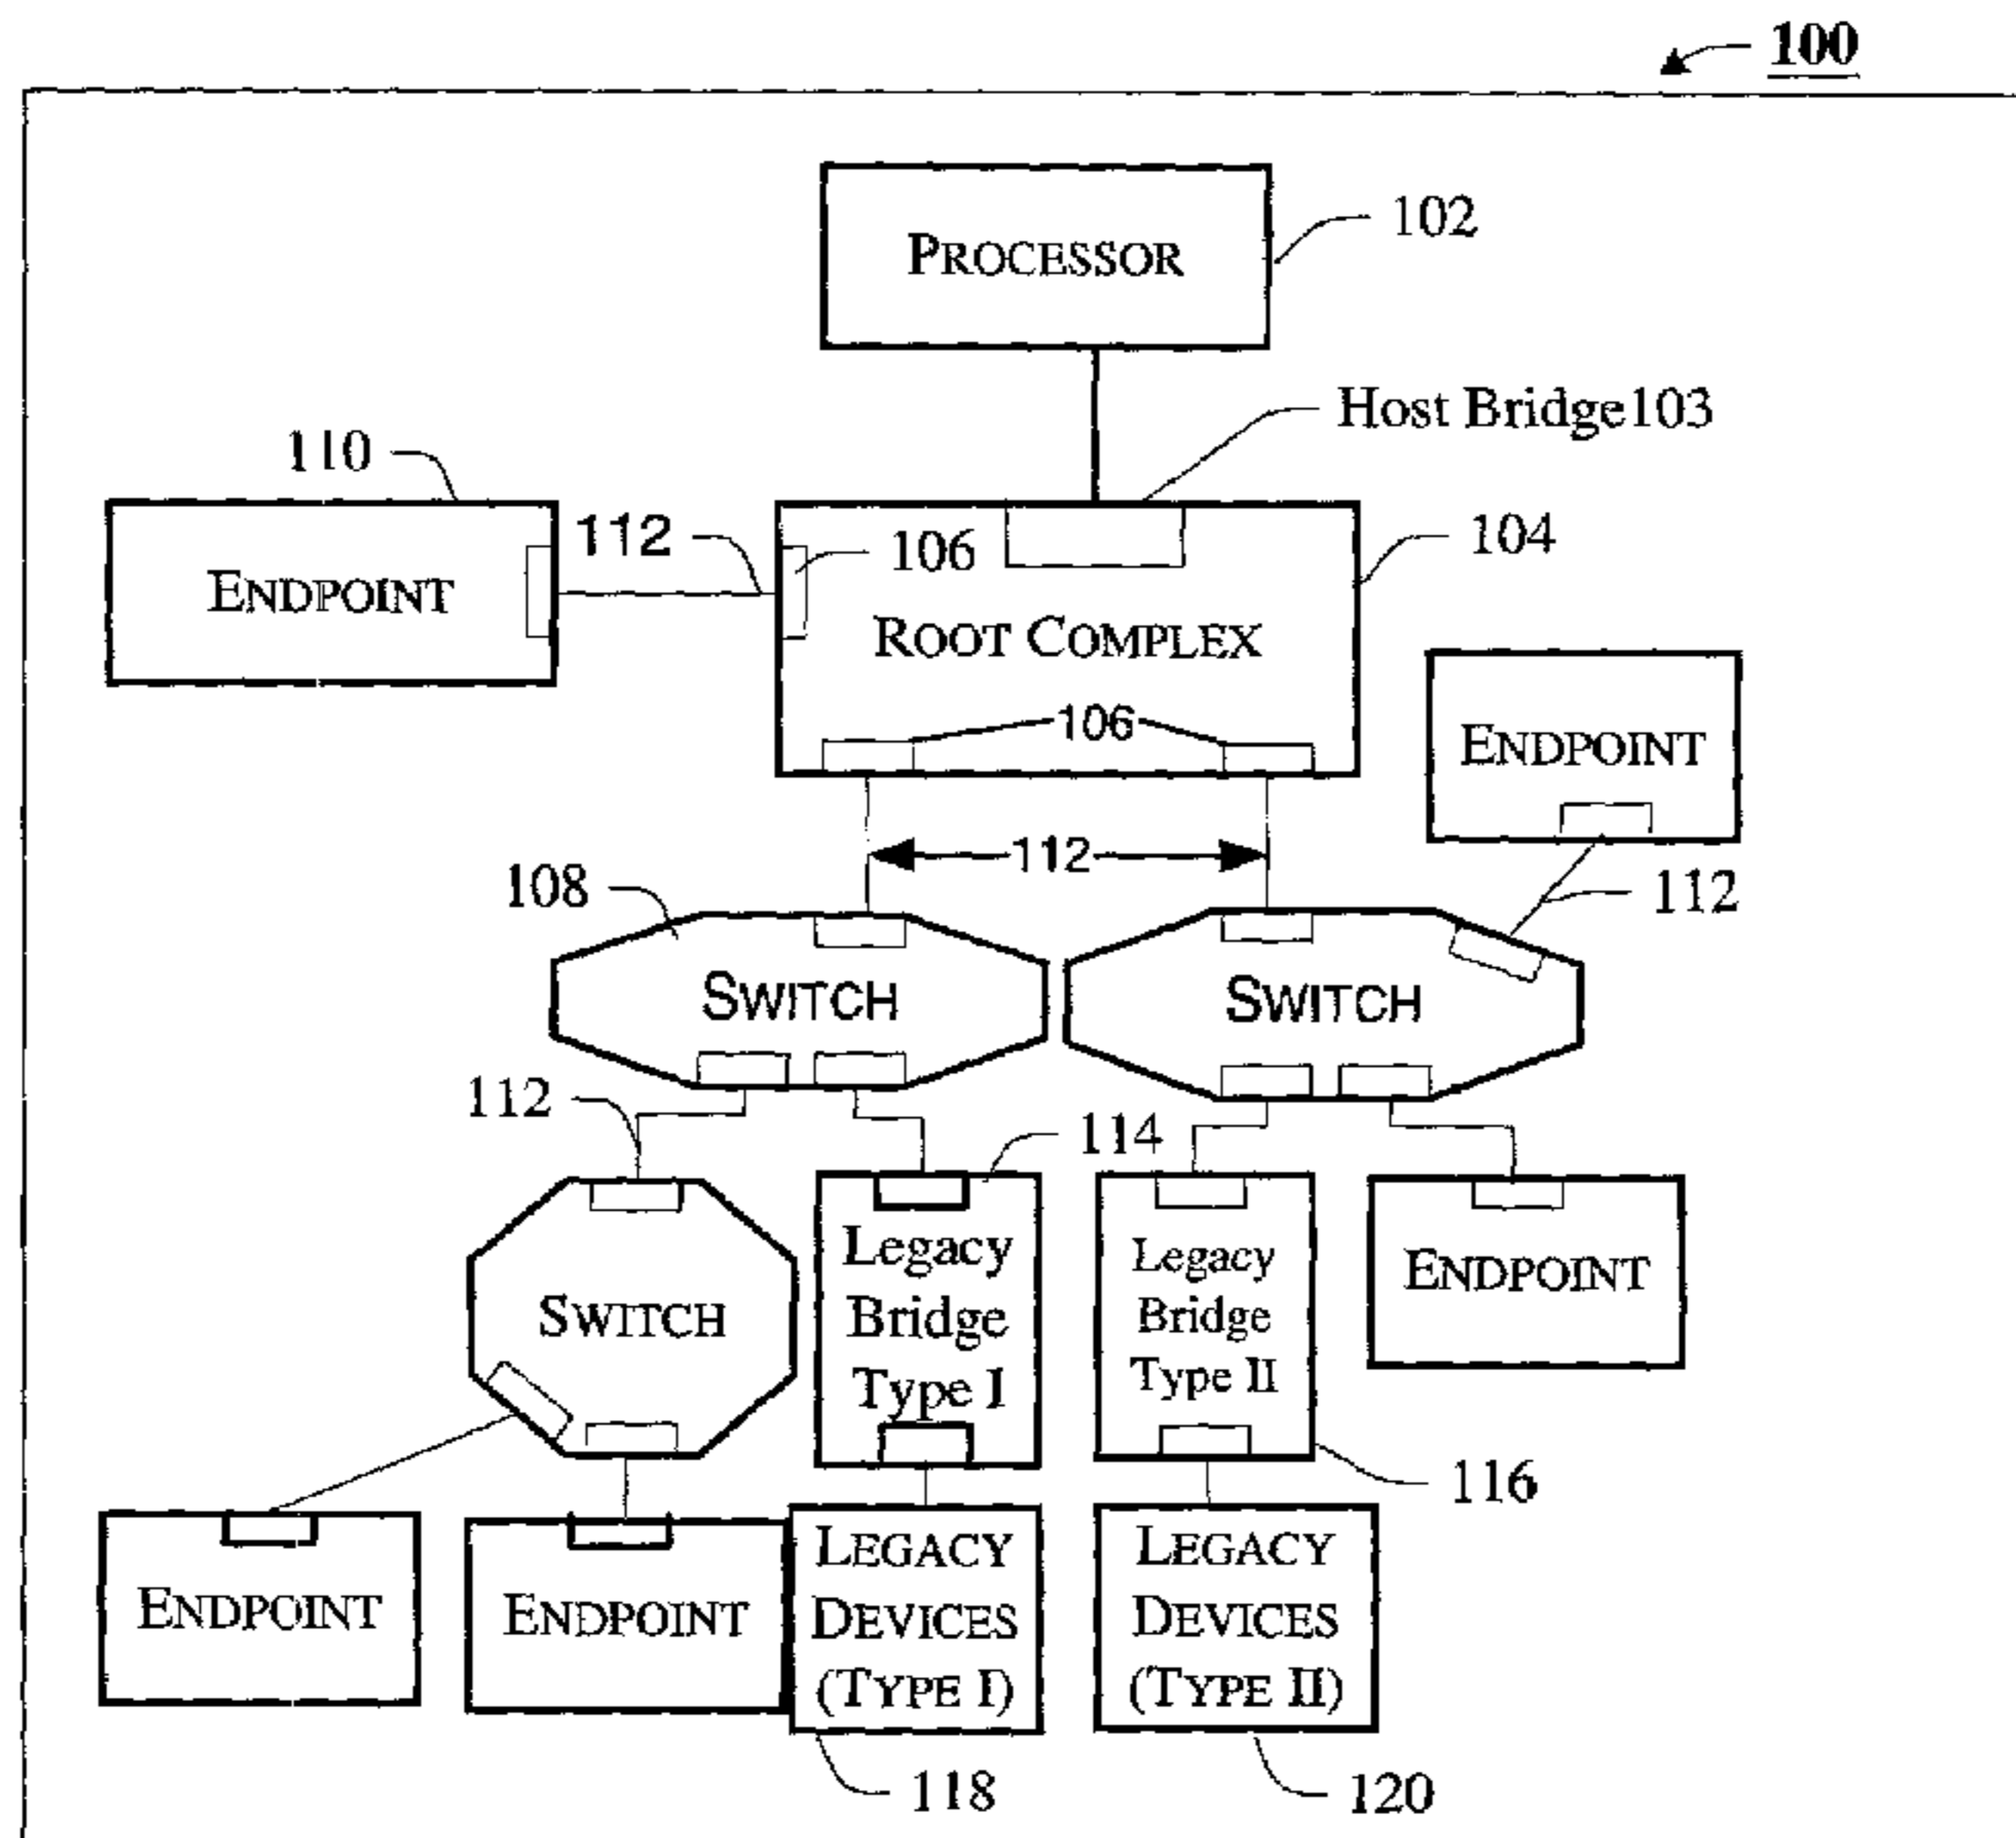 100
PROCESSOR
102
Host Bridge103
110
112
106
104
ENDPOINT
ROOT COMPLEX
106
ENDPOINT
112
108
112
SWITCH
SWITCH
112
114
Legacy
Bridge
Type I
Legacy
Bridge
Type II
ENDPOINT
SWITCH
116
ENDPOINT
ENDPOINT
LEGACY
DEVICES
(TYPE I)
LEGACY
DEVICES
(TYPE II)
118
120